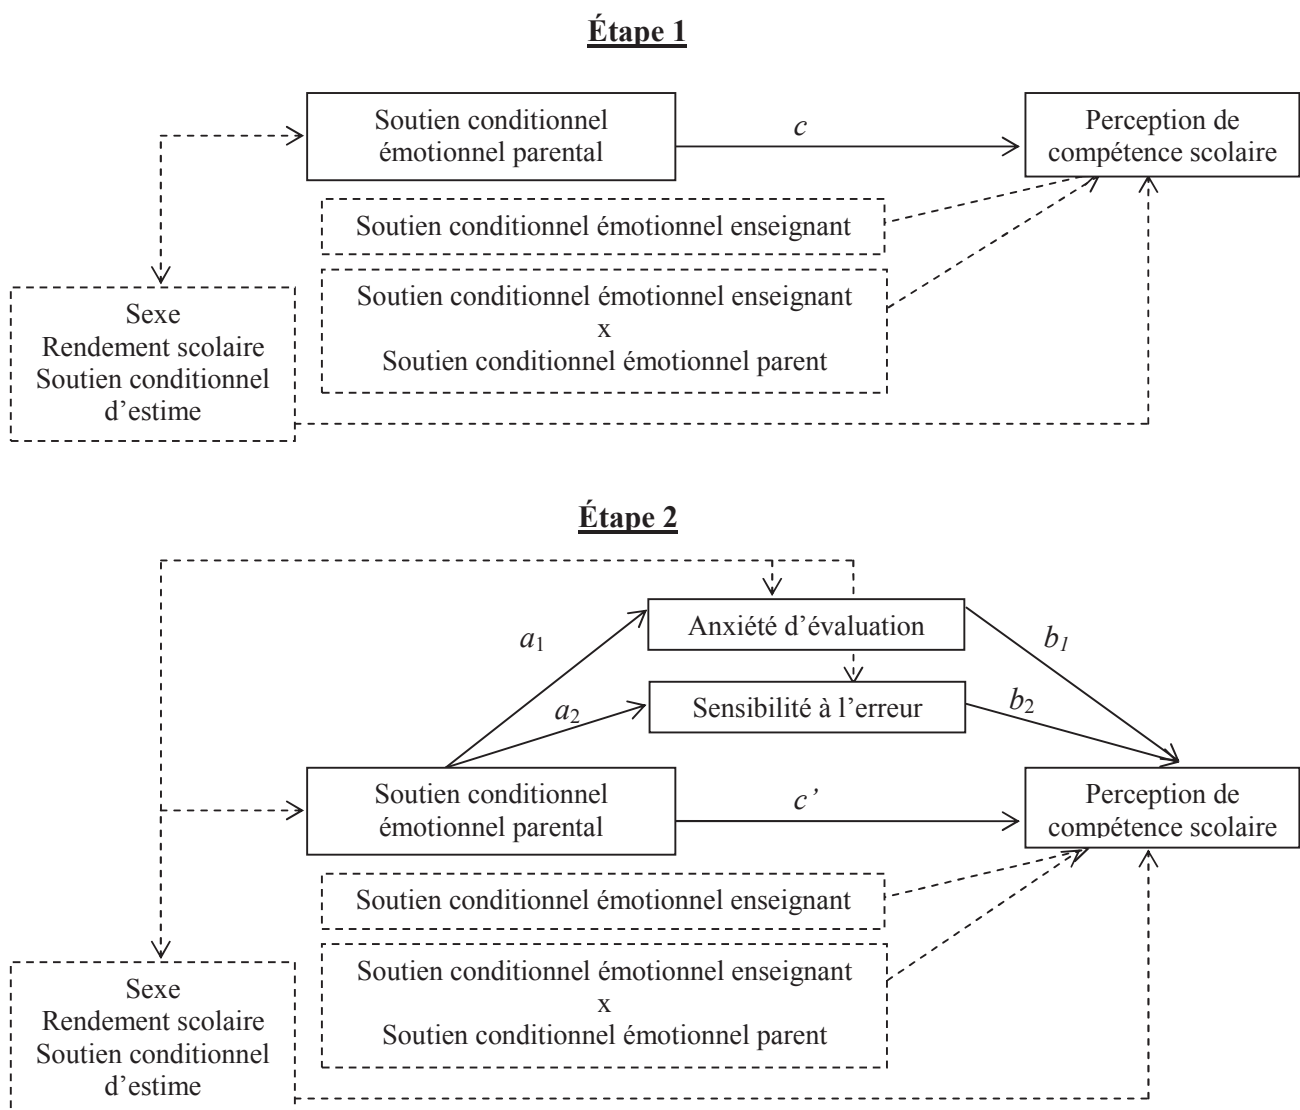 Étape 1
Soutien conditionnel
émotionnel parental
c
Perception de
compétence scolaire
Soutien conditionnel émotionnel enseignant
Soutien conditionnel émotionnel enseignant
x
Soutien conditionnel émotionnel parent
Sexe
Rendement scolaire
Soutien conditionnel
d’estime
Étape 2
Anxiété d’évaluation
Sensibilité à l’erreur
a1
a2
b1
b2
Soutien conditionnel
émotionnel parental
c’
Perception de
compétence scolaire
Soutien conditionnel émotionnel enseignant
Soutien conditionnel émotionnel enseignant
x
Soutien conditionnel émotionnel parent
Sexe
Rendement scolaire
Soutien conditionnel
d’estime